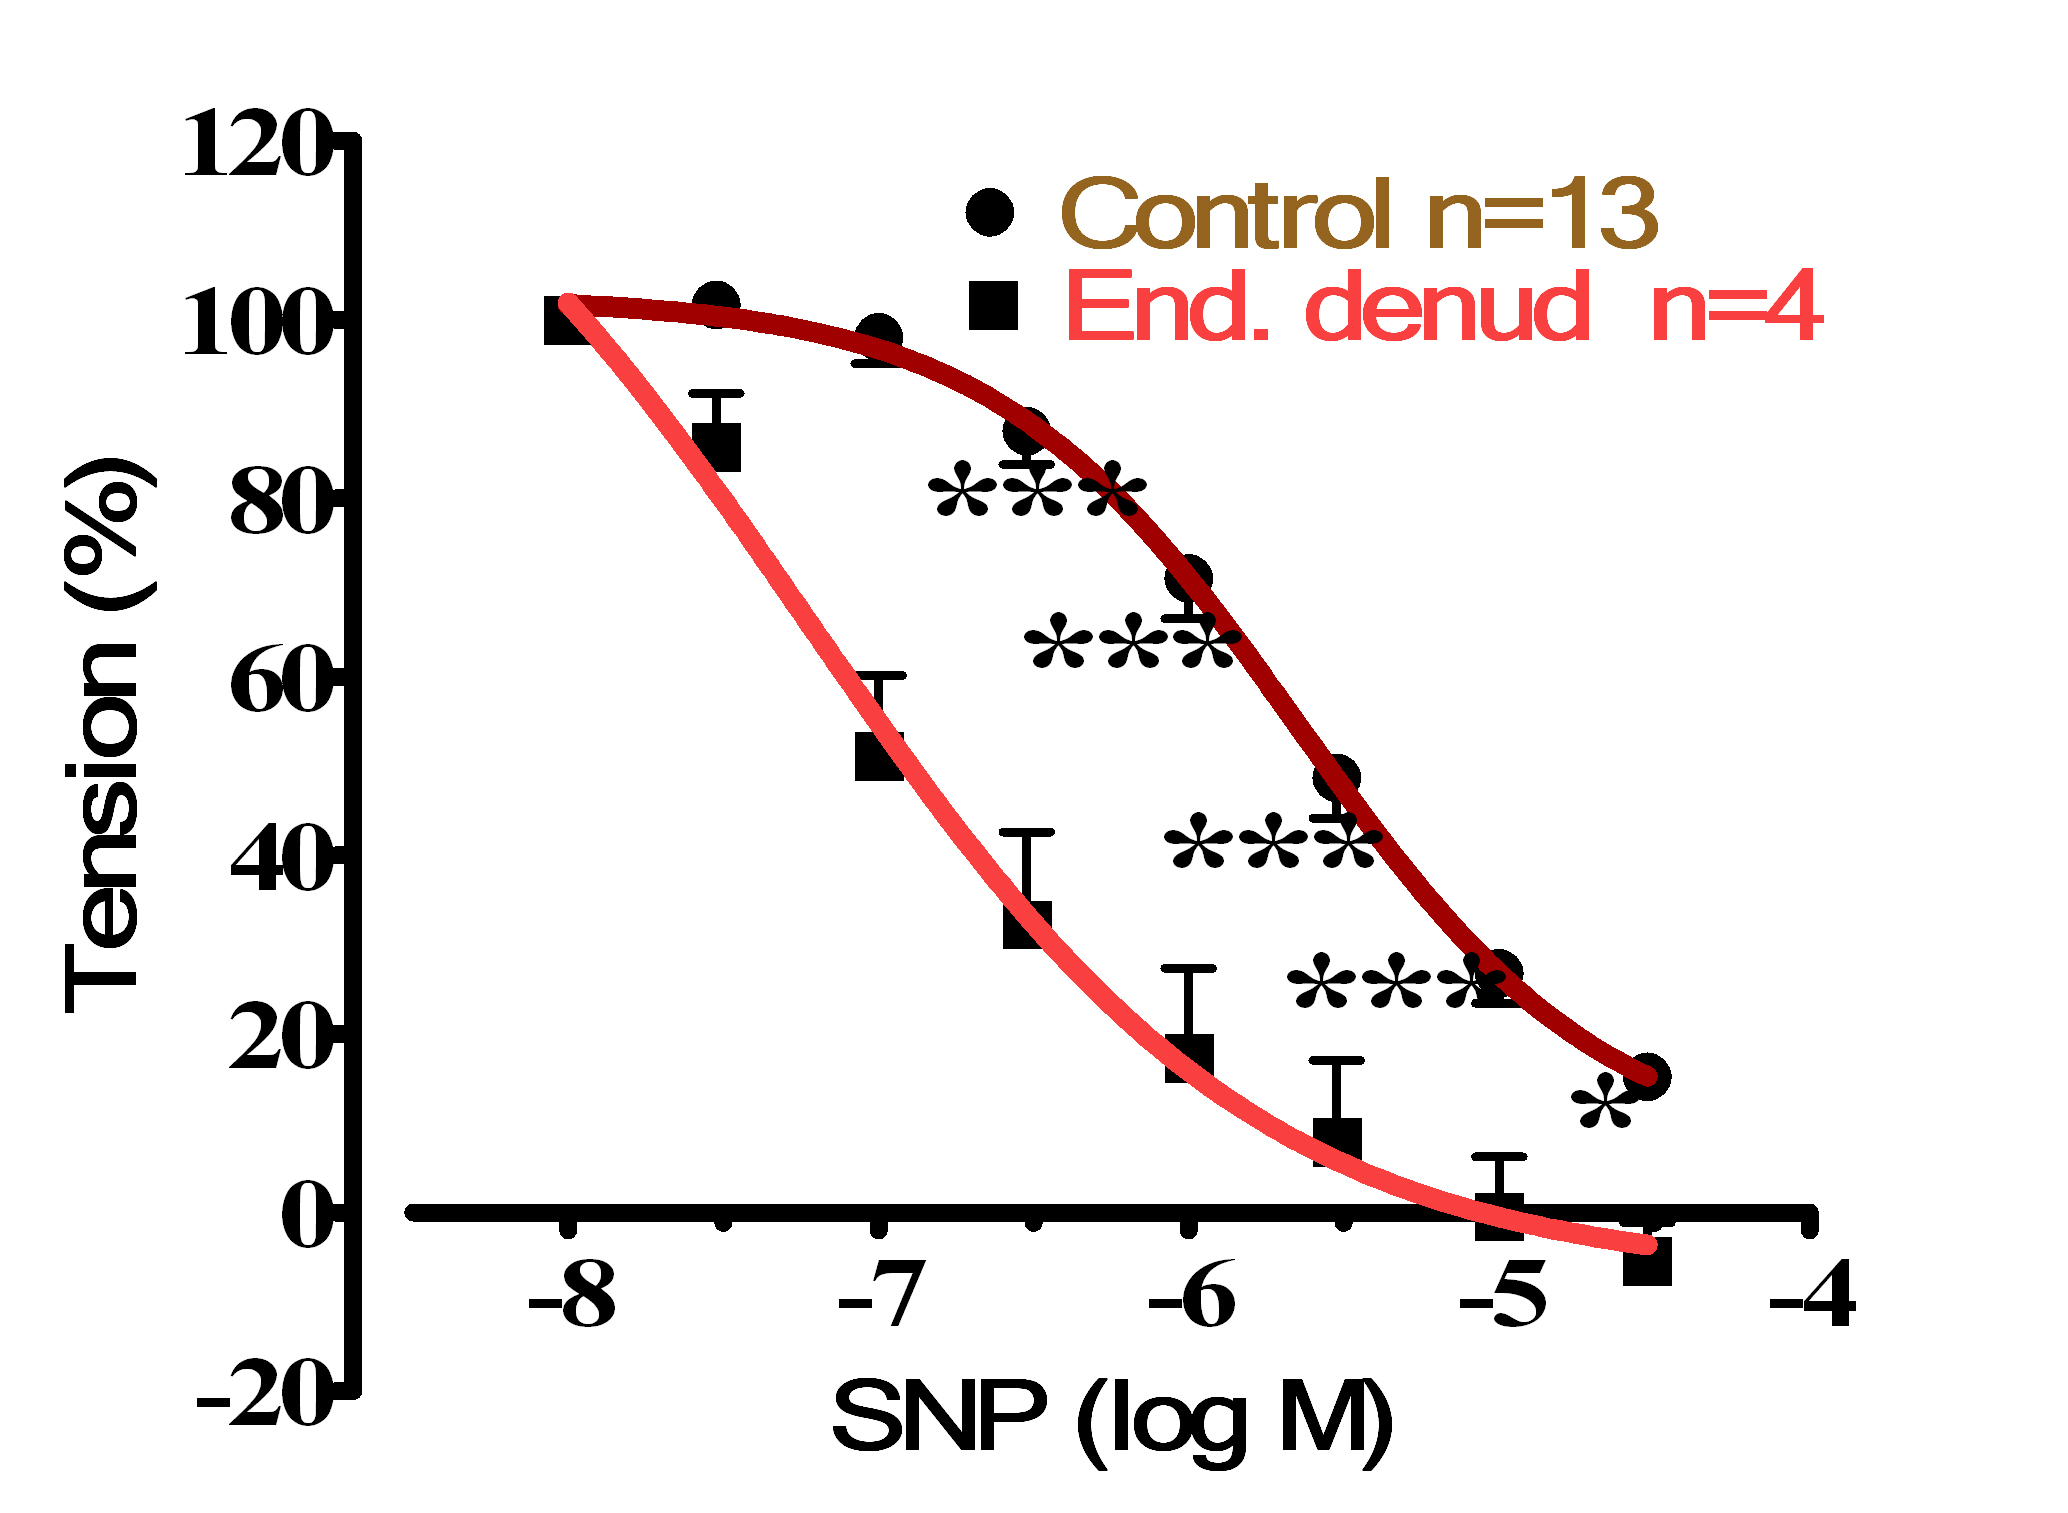 120
Control n=13
100
End. denud n=4
80
***
60
***
40
***
20
***
*
0
-20
-8 -7 -6 -5 -4
Tension (%)
SNP (log M)